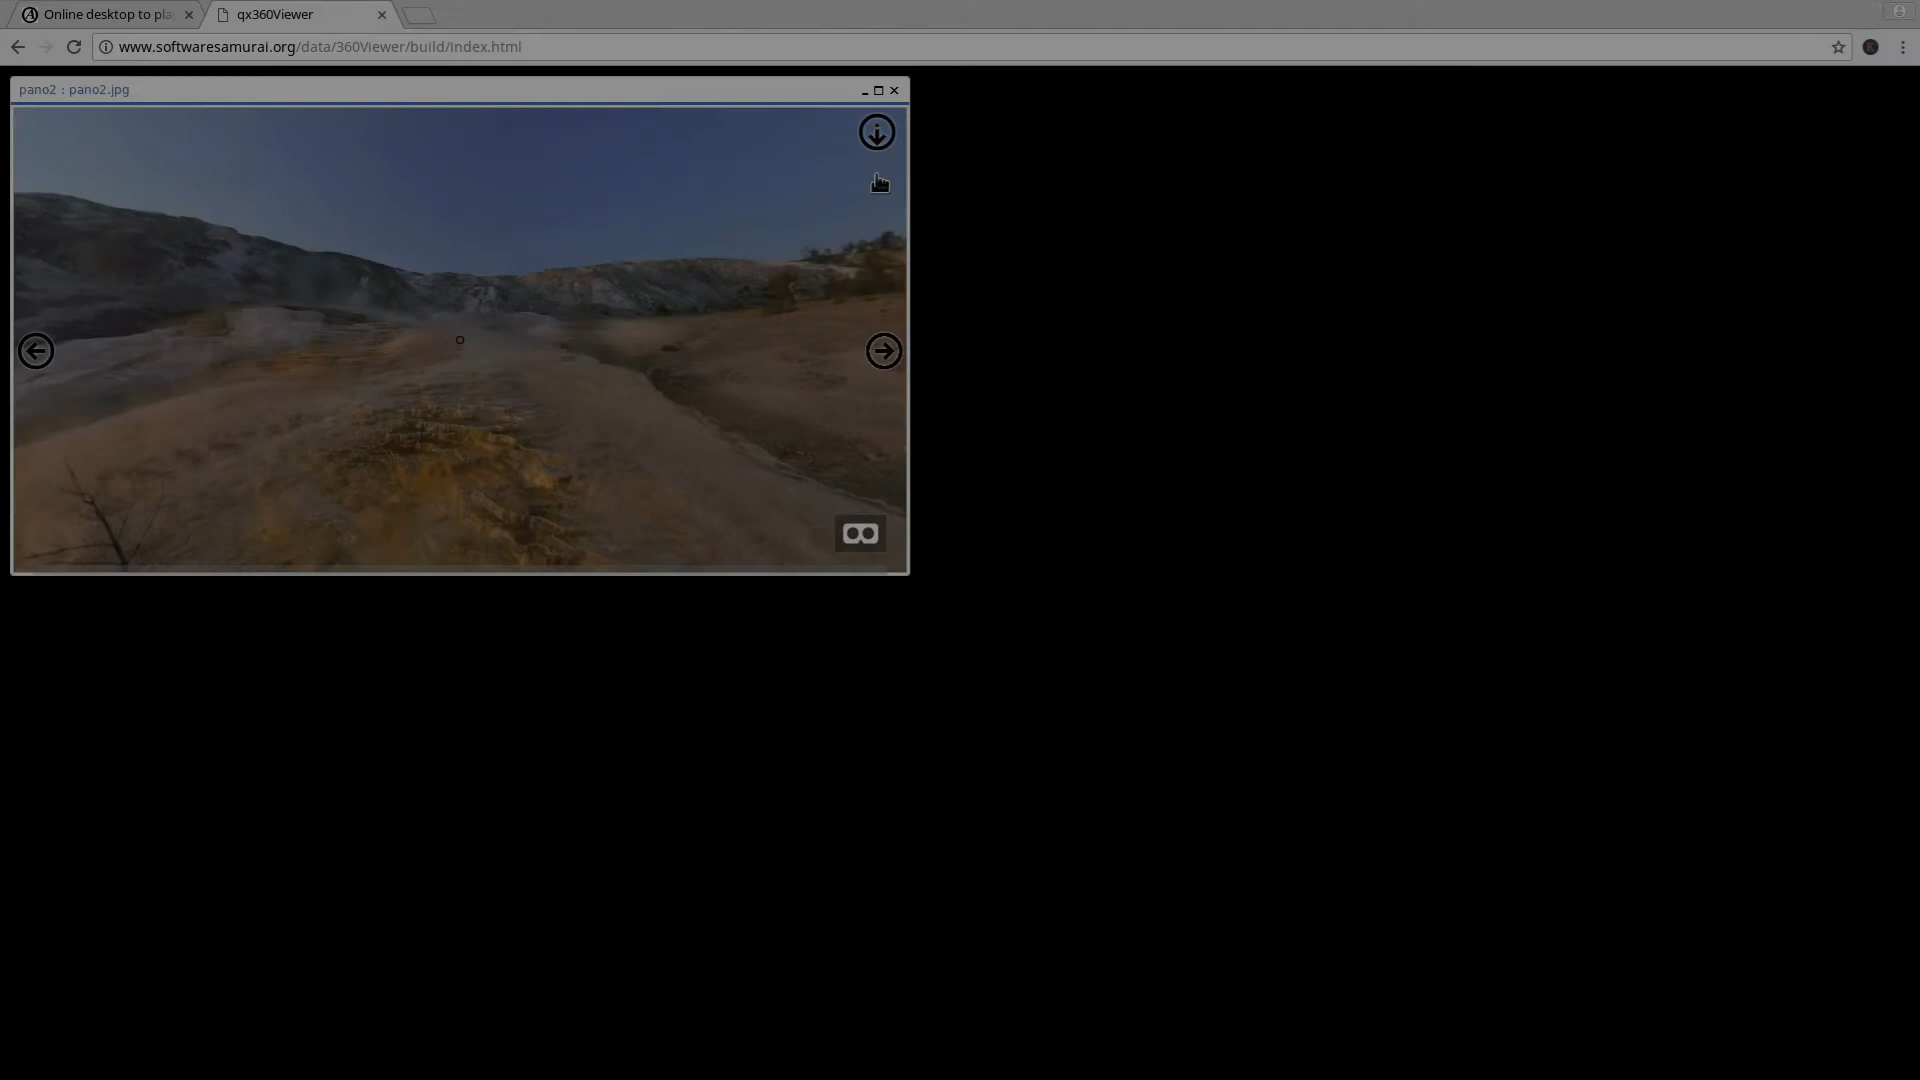 Online desktop to pla
qx360Viewer
www.softwaresamurai.org/data/360Viewer/build/index.html
pano2 : pano2.jpg